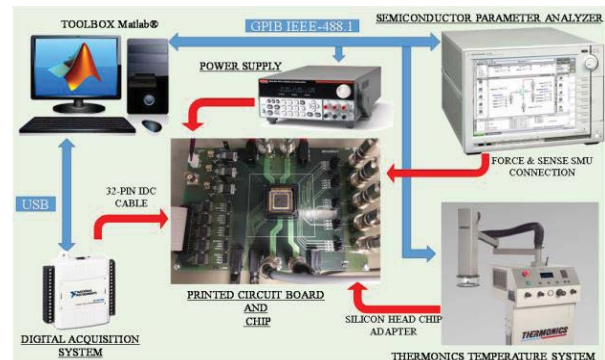 TOOLBOX Matlab®
GPIB IEEE-488.1
SEMICONDUCTOR PARAMETER ANALYZER
POWER SUPPLY
FORCE & SENSE SMU
CONNECTION
32-PIN IDC
CABLE
USB
PRINTED CIRCUIT BOARD
AND
CHIP
SILICON HEAD CHIP
ADAPTER
DIGITAL ACQUISITION
SYSTEM
THERMONICS
THERMONICS TEMPERATURE SYSTEM